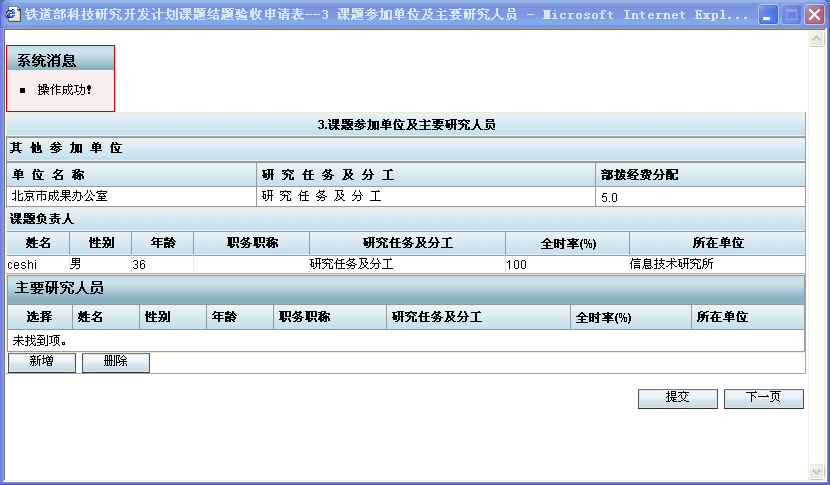 铁道部科技研究开发计划课题结题验收申请表--3 课题参加单位及主要研究人员 - Microsoft Internet Expl...
系统消息
▪ 操作成功!
3.课题参加单位及主要研究人员
其 他 参 加 单 位
单 位 名 称 研 究 任 务 及 分 工 部拨经费分配
北京市成果办公室 研 究 任 务 及 分 工 5.0
课题负责人
姓名 性别 年龄 职务职称 研究任务及分工 全时率(%) 所在单位
ceshi 男 36 研究任务及分工 100 信息技术研究所
主要研究人员
选择 姓名 性别 年龄 职务职称 研究任务及分工 全时率(%) 所在单位
未找到项。
新增 删除
提交 下一页